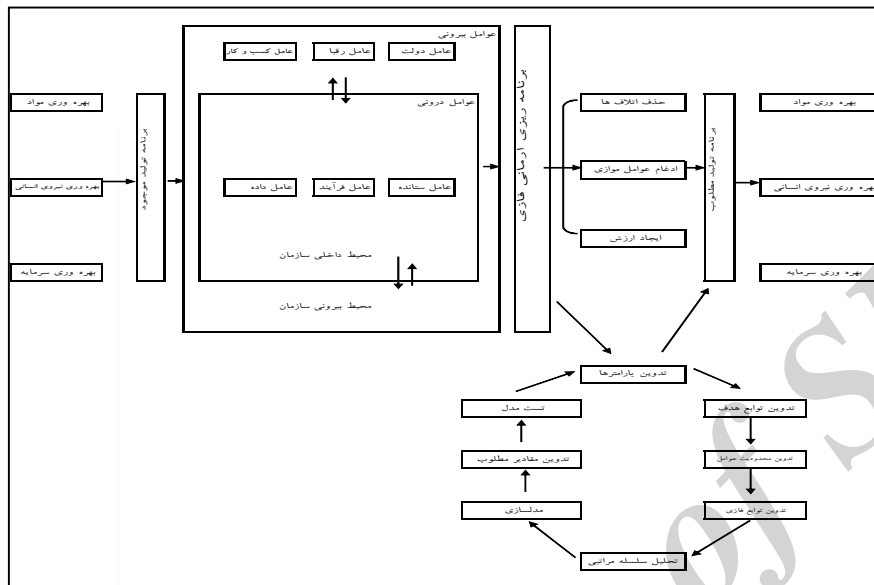 عوامل بیرونی
عامل دولت
عامل رقبا
عامل کسب و کار
عوامل درونی
عامل ستانده
عامل فرآیند
عامل داده
محیط داخلی سازمان
محیط بیرونی سازمان
بهره وری مواد
بهره وری نیروی انسانی
بهره وری سرمایه
برنامه تولید موجود
برنامه ریزی آرمانی فازی
حذف اتلاف ها
ادغام عوامل موازی
ایجاد ارزش
برنامه تولید مطلوب
بهره وری مواد
بهره وری نیروی انسانی
بهره وری سرمایه
تدوین پارامترها
تدوین توابع هدف
تدوین محدودیت عوامل
تدوین توابع فازی
تحلیل سلسله مراتبی
مدلسازی
تدوین مقادیر مطلوب
تست مدل
of S